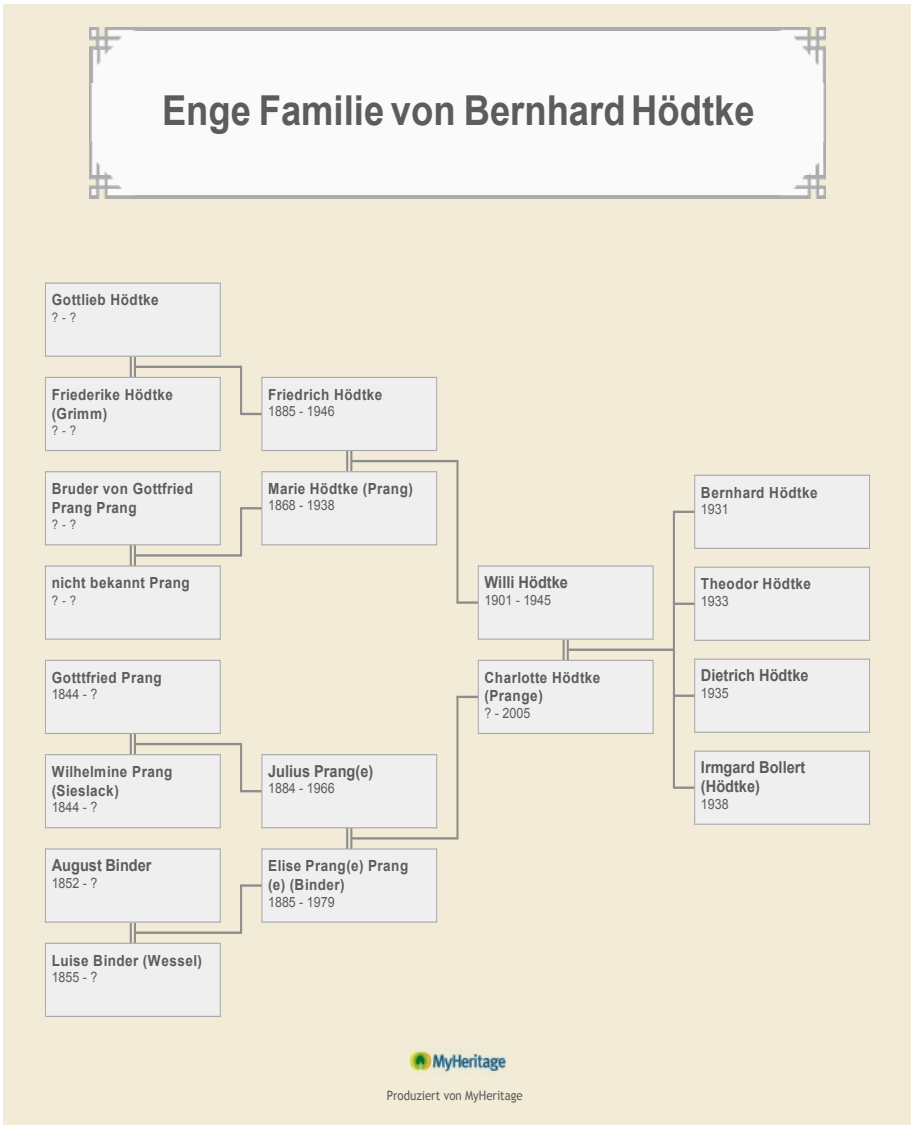 Enge Familie von Bernhard Hödtke
Gottlieb Hödtke
? - ?
Friederike Hödtke
(Grimm)
? - ?
Bruder von Gottfried
Prang Prang
? - ?
nicht bekannt Prang
? - ?
Gotttfried Prang
1844 - ?
Wilhelmine Prang
(Sieslack)
1844 - ?
August Binder
1852 - ?
Luise Binder (Wessel)
1855 - ?
Friedrich Hödtke
1885 - 1946
Marie Hödtke (Prang)
1868 - 1938
Julius Prang(e)
1884 - 1966
Elise Prang(e) Prang
(e) (Binder)
1885 - 1979
Willi Hödtke
1901 - 1945
Charlotte Hödtke
(Prange)
? - 2005
Bernhard Hödtke
1931
Theodor Hödtke
1933
Dietrich Hödtke
1935
Irmgard Bollert
(Hödtke)
1938
MyHeritage
Produziert von MyHeritage